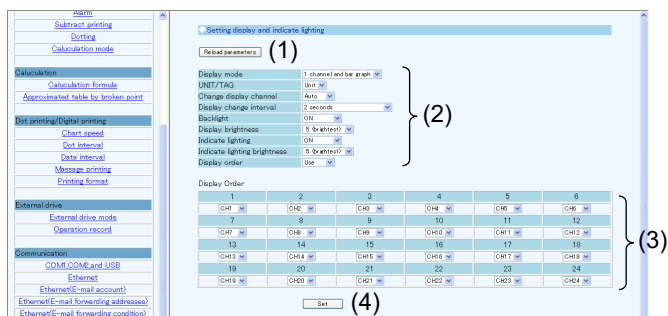 Alarm
Subtract printing
Dotting
Caluculation mode
Caluculation
Caluculation formula
Approximated table by broken point
Dot printing/Digital printing
Chart speed
Dot interval
Data interval
Massage printing
Printing format
External drive
External drive mode
Operation record
Communication
COM1,COM2,and USB
Ethernet
Ethernet(E-mail account)
Ethernet(E-mail forwarding addresses)
Ethernet(E-mail forwarding condition)
Setting display and indicate lighting
Reload parameters (1)
Display mode 1 channel and bar graph
UNIT/TAG Unit
Change display channel Auto
Display change interval 2 seconds
Backlight ON
Display brightness 5 (brightest)
Indicate lighting ON
Indicate lighting brightness 5 (brightest)
Display order Use
(2)
Display Order
1 2 3 4 5 6
CH1 CH2 CH3 CH4 CH5 CH6
7 8 9 10 11 12
CH7 CH8 CH9 CH10 CH11 CH12
13 14 15 16 17 18
CH13 CH14 CH15 CH16 CH17 CH18
19 20 21 22 23 24
CH19 CH20 CH21 CH22 CH23 CH24
(3)
Set (4)